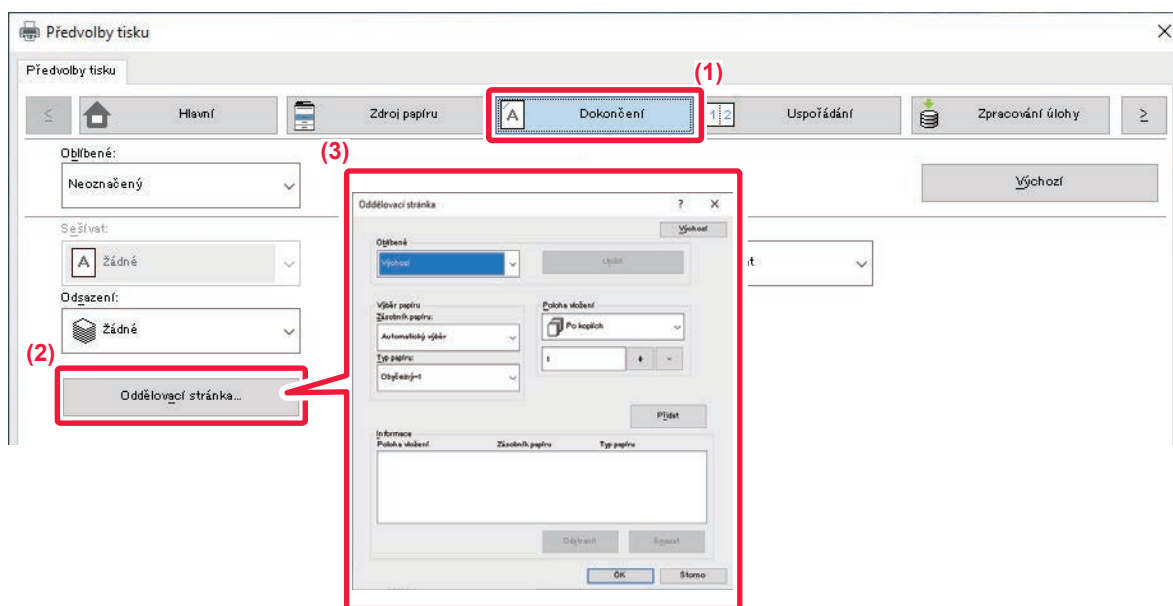 Předvolby tisku
Předvolby tisku
(1)
Hlavní
Zdroj papíru
A Dokončení
1 2 Uspořádání
Zpracování úlohy
Oblíbené:
(3)
Neoznačený
Výchozí
Oddělovací stránka ?
Výchozí
Sešívat:
Oblíbené
A Žádné
Výchozí
Uložit
Odsazení:
Výběr papíru
Zásobník papíru:
Poloha vložení
Žádné
Automatický výběr
Po kopiích
(2)
Typ papíru:
1 + -
Obyčejný-1
Oddělovací stránka...
Přidat
Informace
Poloha vložení Zásobník papíru Typ papíru
Odstranit
Smazat
OK Storno